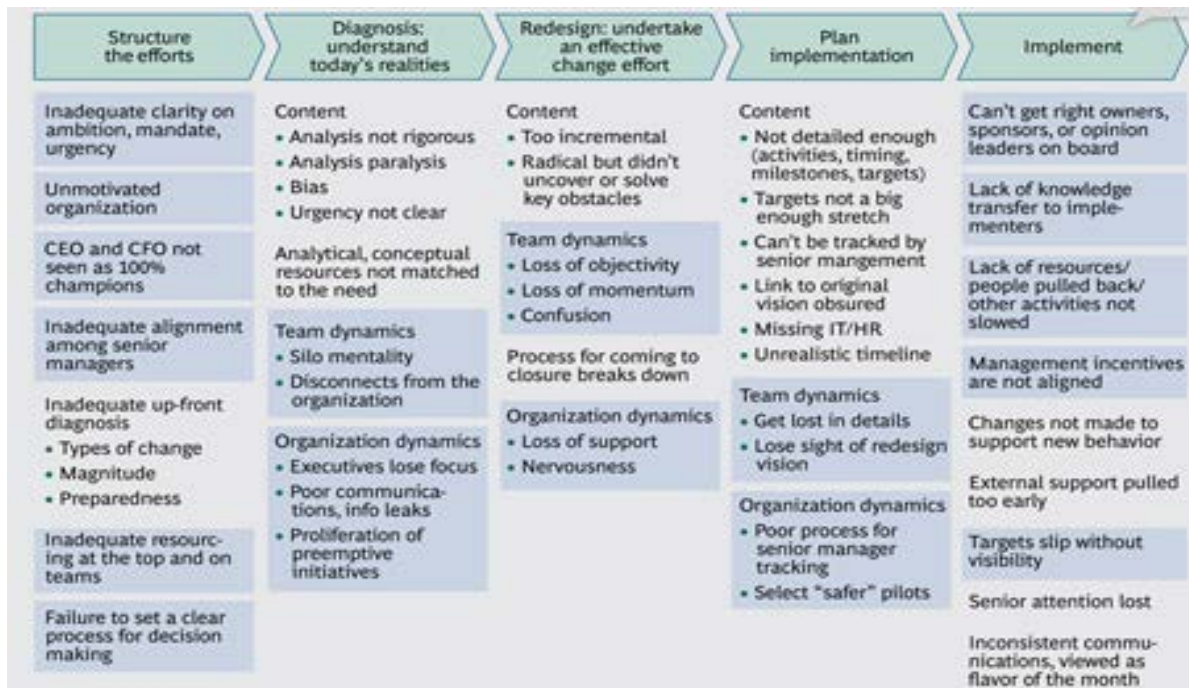 Structure
the efforts
Inadequate clarity on
ambition, mandate,
urgency
Unmotivated
organization
CEO and CFO not
seen as 100%
champions
Inadequate alignment
among senior
managers
Inadequate up-front
diagnosis
• Types of change
• Magnitude
• Preparedness
Inadequate resourc-
ing at the top and on
teams
Failure to set a clear
process for decision
making
Diagnosis:
understand
today's realities
Content
• Analysis not rigorous
• Analysis paralysis
• Bias
• Urgency not clear
Analytical, conceptual
resources not matched
to the need
Team dynamics
• Silo mentality
• Disconnects from the
organization
Organization dynamics
• Executives lose focus
• Poor communica-
tions, info leaks
• Proliferation of
preemptive
initiatives
Redesign: undertake
an effective
change effort
Content
• Too incremental
• Radical but didn't
uncover or solve
key obstacles
Team dynamics
• Loss of objectivity
• Loss of momentum
• Confusion
Process for coming to
closure breaks down
Organization dynamics
• Loss of support
• Nervousness
Plan
implementation
Content
• Not detailed enough
(activities, timing,
milestones, targets)
• Targets not a big
enough stretch
• Can't be tracked by
senior mangement
• Link to original
vision obsured
• Missing IT/HR
• Unrealistic timeline
Team dynamics
• Get lost in details
• Lose sight of redesign
vision
Organization dynamics
• Poor process for
senior manager
tracking
• Select "safer" pilots
Implement
Can't get right owners,
sponsors, or opinion
leaders on board
Lack of knowledge
transfer to imple-
menters
Lack of resources/
people pulled back/
other activities not
slowed
Management incentives
are not aligned
Changes not made to
support new behavior
External support pulled
too early
Targets slip without
visibility
Senior attention lost
Inconsistent commu-
nications, viewed as
flavor of the month